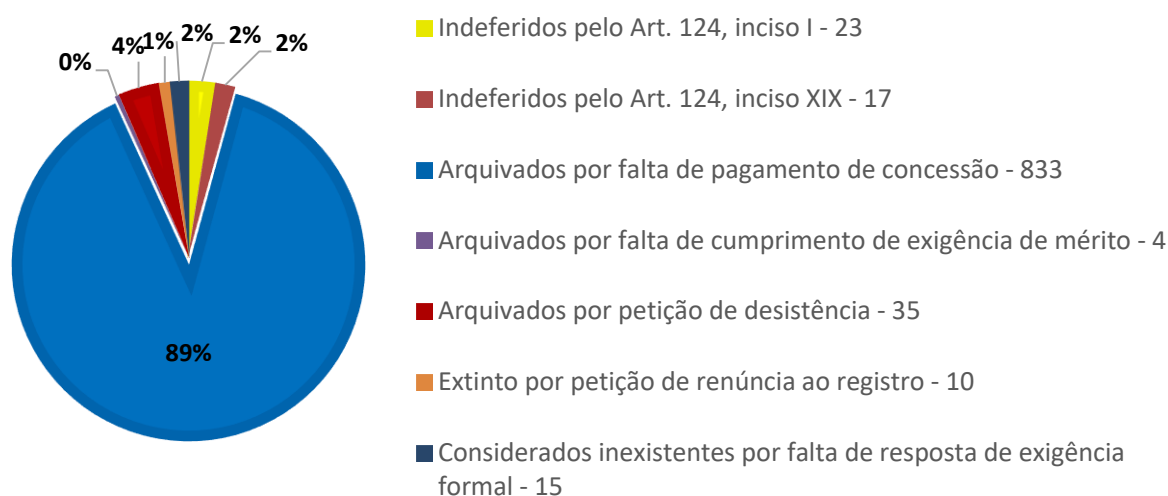 0%
4%
1%
2%
2%
2%
89%
Indeferidos pelo Art. 124, inciso I - 23
Indeferidos pelo Art. 124, inciso XIX - 17
Arquivados por falta de pagamento de concessão - 833
Arquivados por falta de cumprimento de exigência de mérito - 4
Arquivados por petição de desistência - 35
Extinto por petição de renúncia ao registro - 10
Considerados inexistentes por falta de resposta de exigência
formal - 15